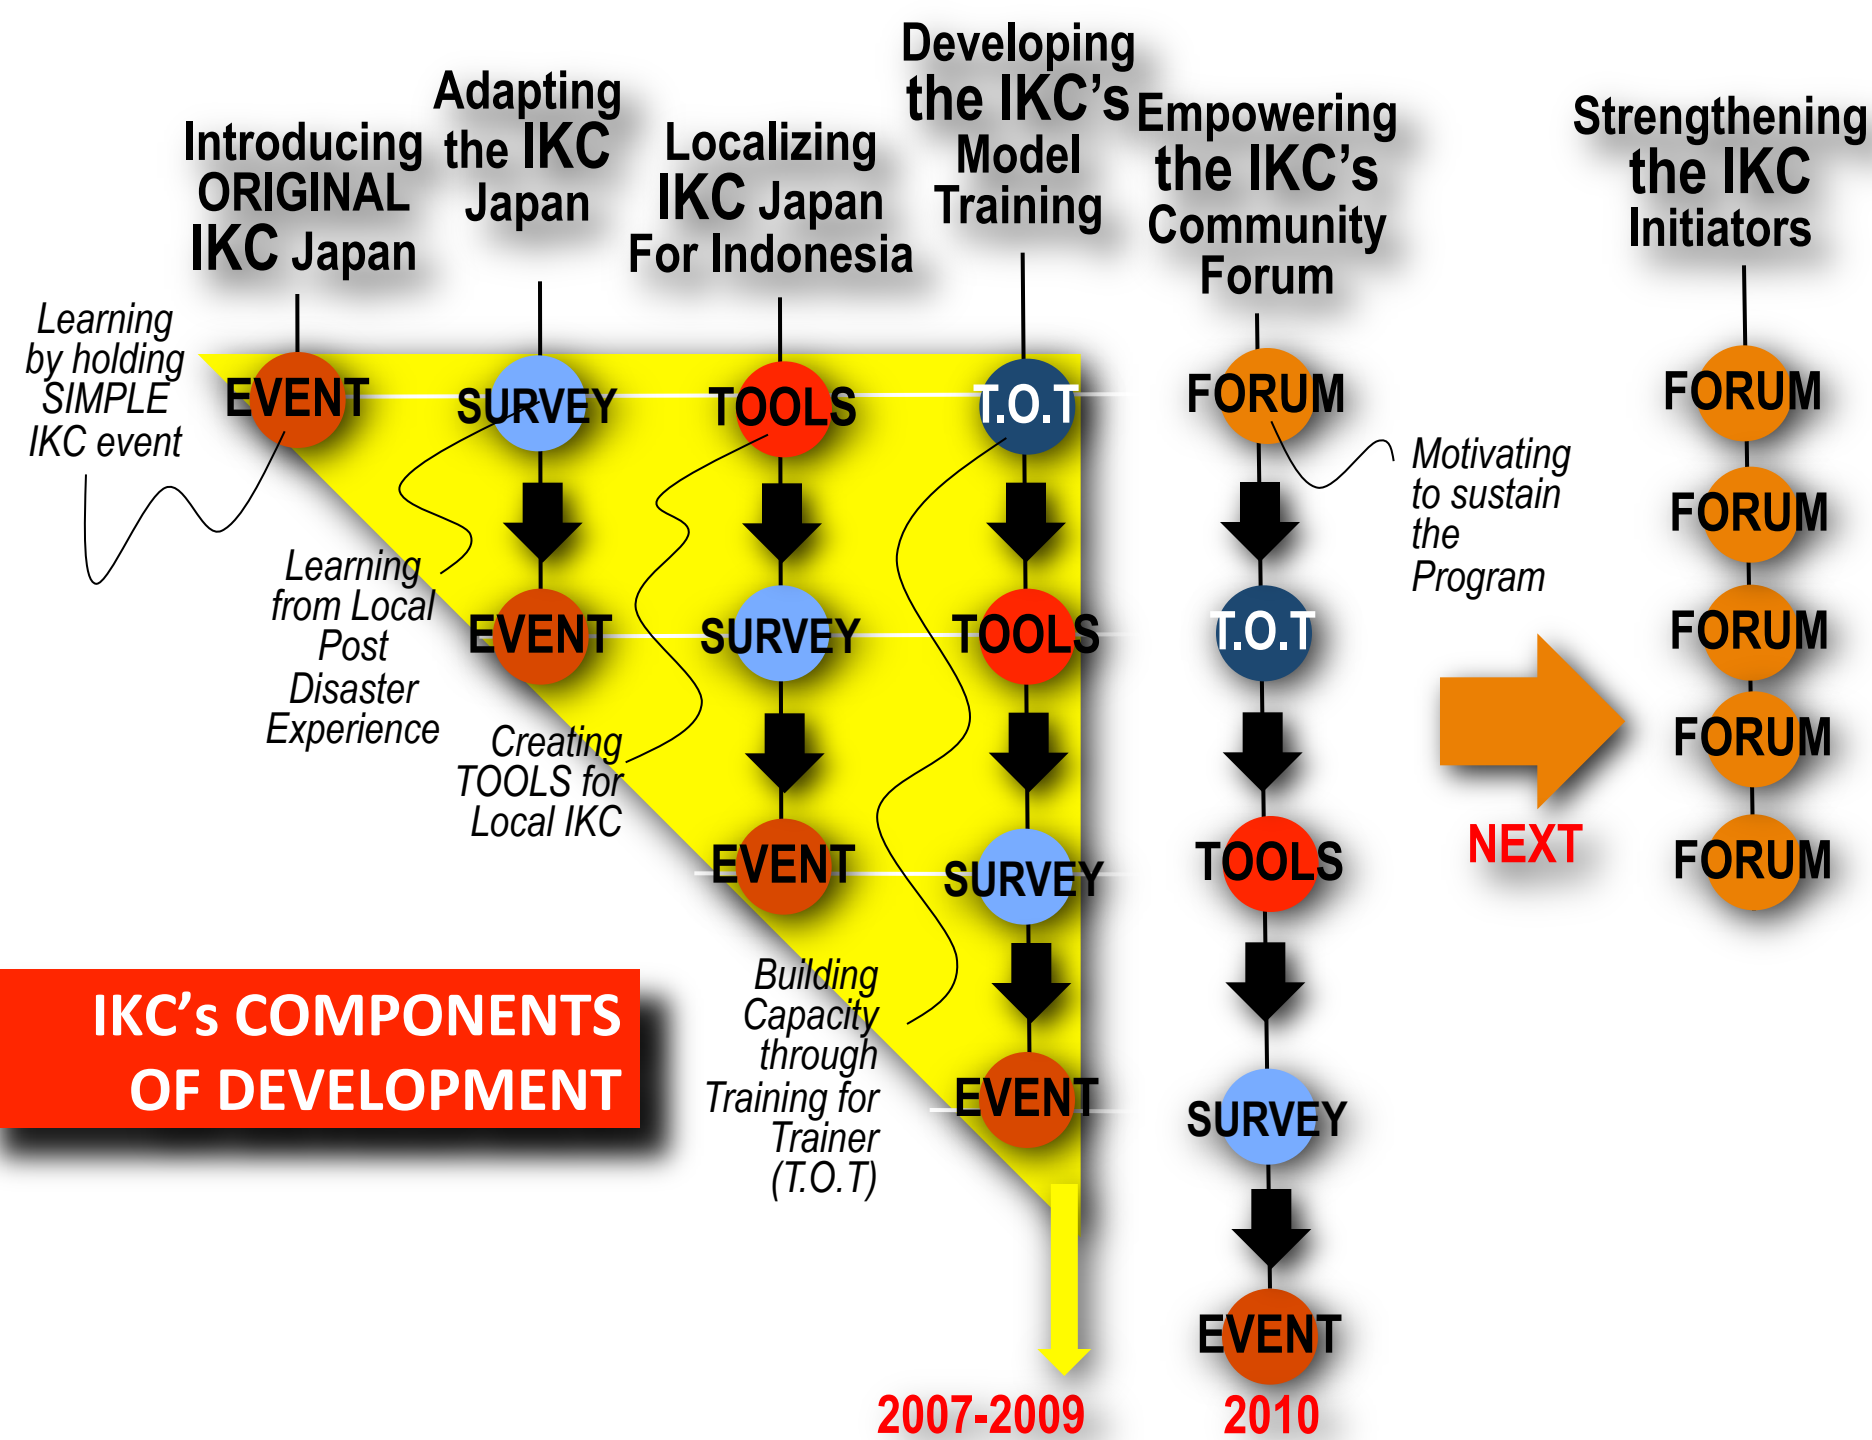 Introducing
ORIGINAL
IKC Japan
Adapting
the IKC
Japan
Localizing
IKC Japan
For Indonesia
Developing
the IKC's
Model
Training
Empowering
the IKC's
Community
Forum
Strengthening
the IKC
Initiators
Learning
by holding
SIMPLE
IKC event
EVENT
SURVEY
TOOLS
T.O.T
FORUM
FORUM
Motivating
to sustain
the
Program
FORUM
Learning
from Local
Post
Disaster
Experience
EVENT
SURVEY
TOOLS
T.O.T
FORUM
Creating
TOOLS for
Local IKC
FORUM
NEXT
EVENT
SURVEY
TOOLS
FORUM
IKC's COMPONENTS
OF DEVELOPMENT
Building
Capacity
through
Training for
Trainer
(T.O.T)
EVENT
SURVEY
EVENT
2007-2009
2010